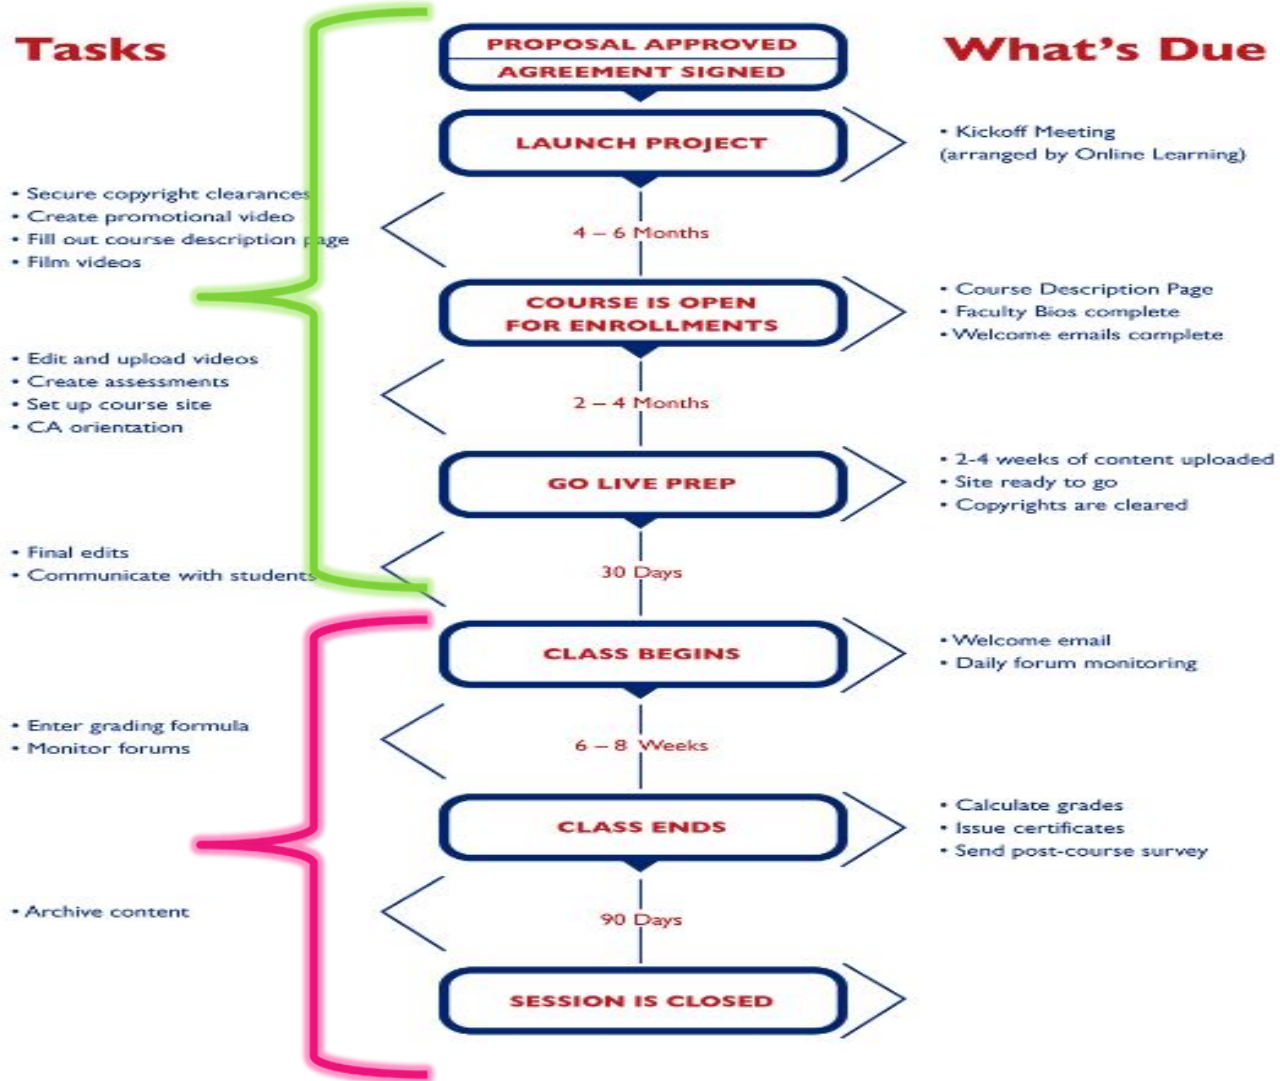 Tasks
What's Due
PROPOSAL APPROVED
AGREEMENT SIGNED
LAUNCH PROJECT
• Kickoff Meeting
(arranged by Online Learning)
• Secure copyright clearances
• Create promotional video
• Fill out course description page
• Film videos
4 – 6 Months
COURSE IS OPEN
FOR ENROLLMENTS
• Course Description Page
• Faculty Bios complete
• Welcome emails complete
• Edit and upload videos
• Create assessments
• Set up course site
• CA orientation
2 – 4 Months
GO LIVE PREP
• 2-4 weeks of content uploaded
• Site ready to go
• Copyrights are cleared
• Final edits
• Communicate with students
30 Days
CLASS BEGINS
• Welcome email
• Daily forum monitoring
• Enter grading formula
• Monitor forums
6 – 8 Weeks
CLASS ENDS
• Calculate grades
• Issue certificates
• Send post-course survey
• Archive content
90 Days
SESSION IS CLOSED